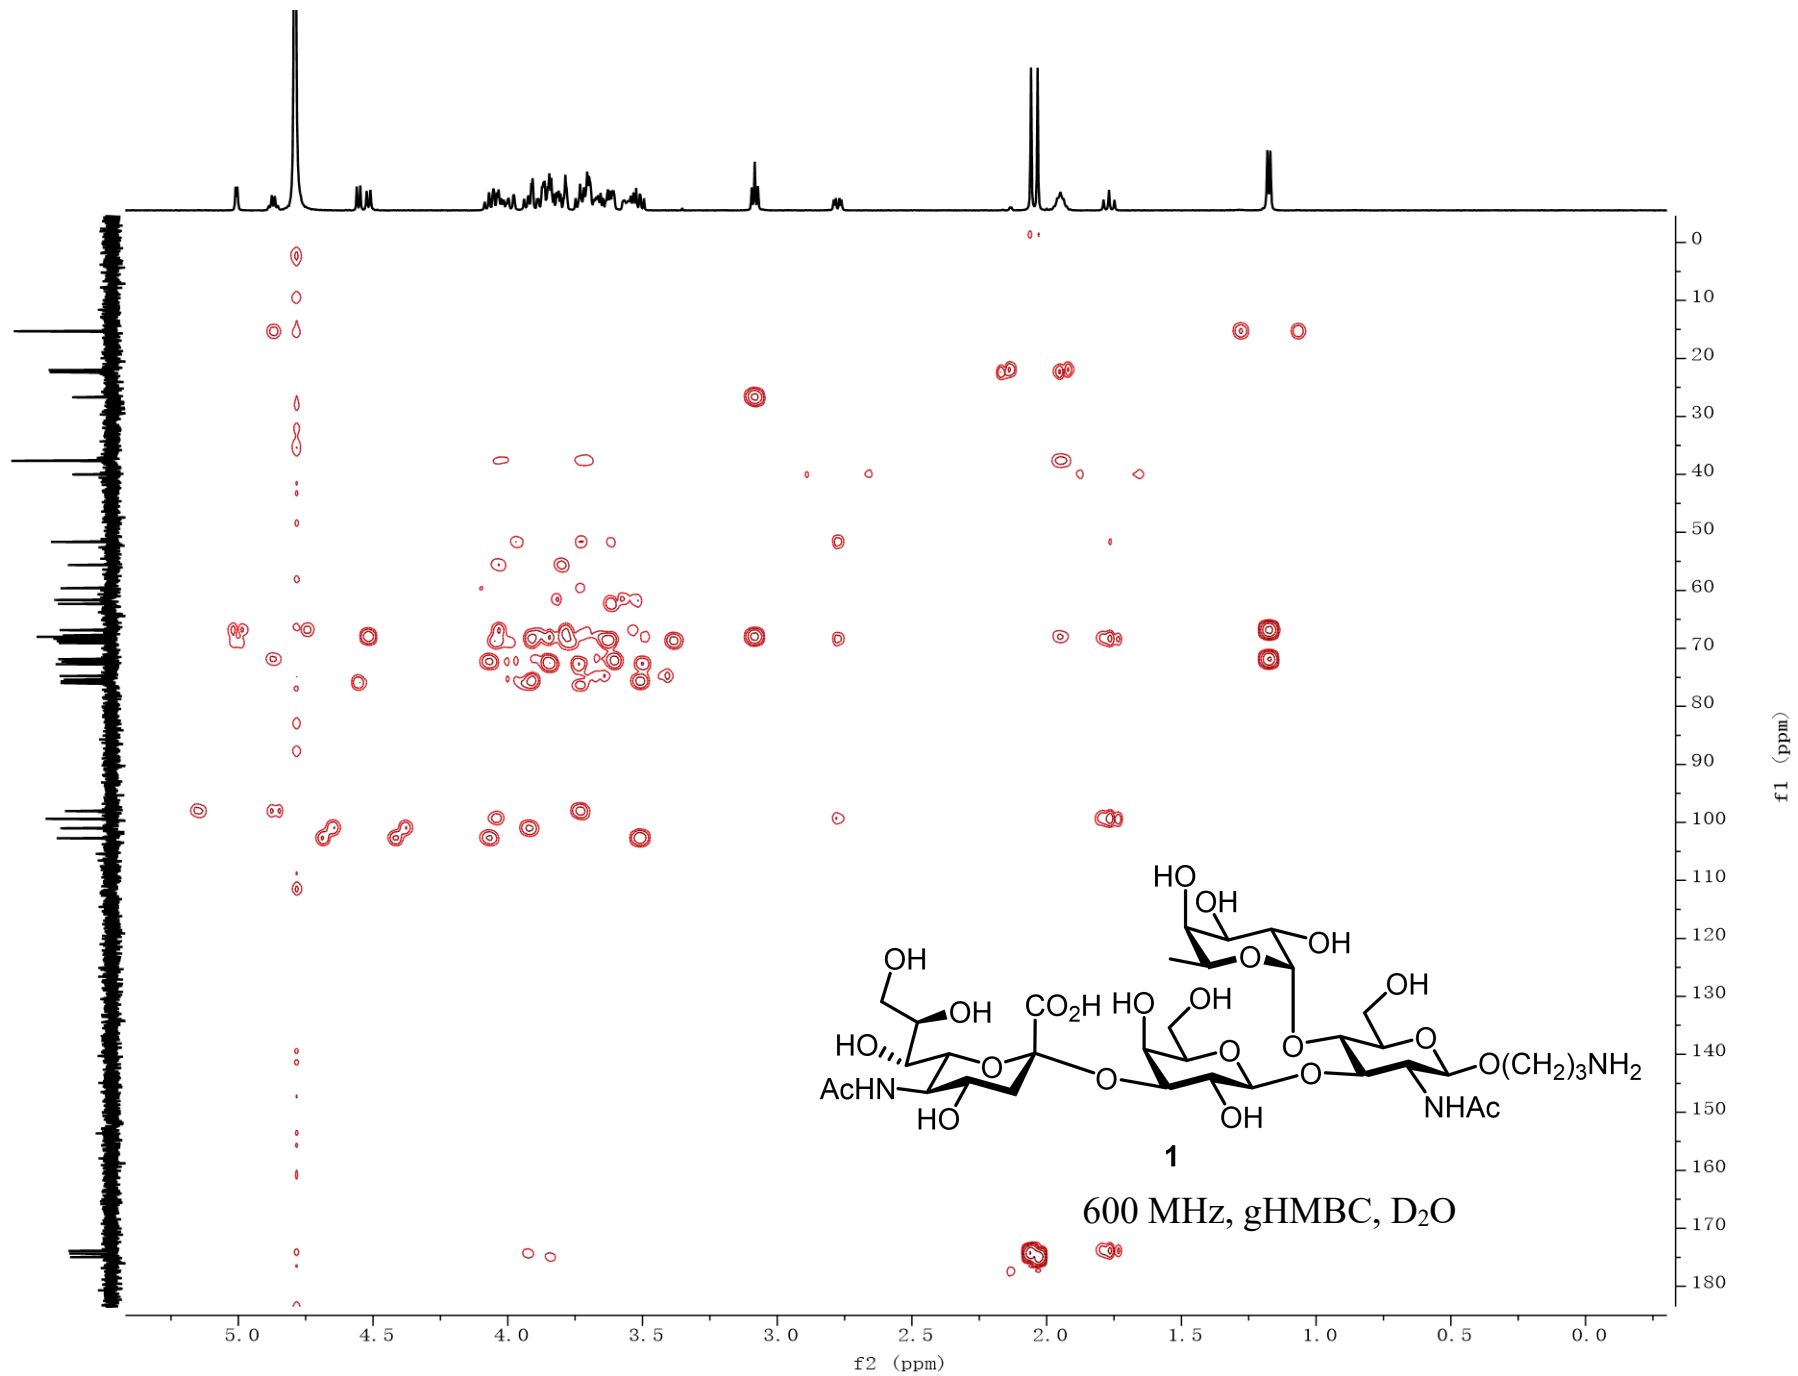 0
10
20
30
40
50
60
70
80
90
100
110
120
130
140
150
160
170
180
f1 (ppm)
HO
OH
OH
O
OH
CO₂H
HO
OH
OH
OH
HO
O
O
O
O
O
O
O(CH₂)₃NH₂
AcHN
HO
OH
NHAc
1
600 MHz, gHMBC, D₂O
5.0 4.5 4.0 3.5 3.0 2.5 2.0 1.5 1.0 0.5 0.0
f2 (ppm)